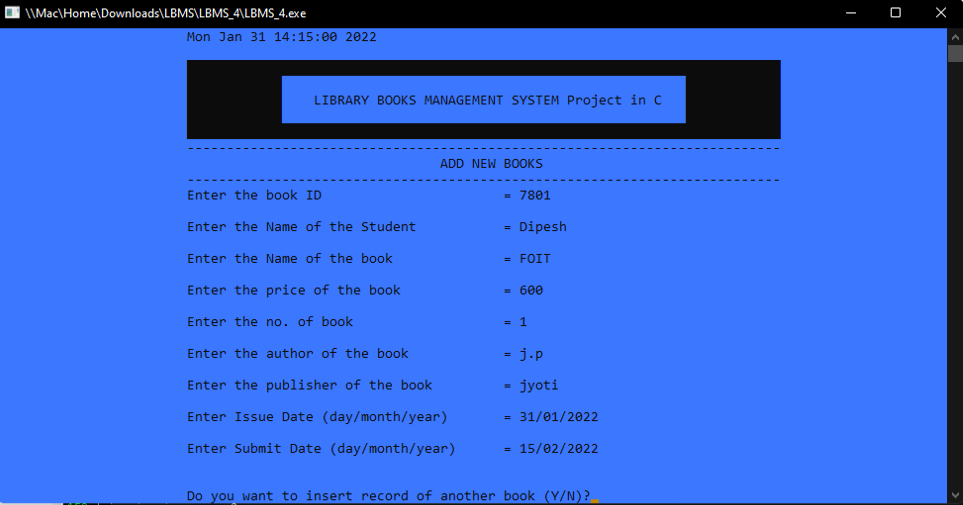 \\Mac\Home\Downloads\LBMS\LBMS_4\LBMS_4.exe
Mon Jan 31 14:15:00 2022
LIBRARY BOOKS MANAGEMENT SYSTEM Project in C
---------------------------------------------------------------------------
ADD NEW BOOKS
---------------------------------------------------------------------------
Enter the book ID = 7801
Enter the Name of the Student = Dipesh
Enter the Name of the book = FOIT
Enter the price of the book = 600
Enter the no. of book = 1
Enter the author of the book = j.p
Enter the publisher of the book = jyoti
Enter Issue Date (day/month/year) = 31/01/2022
Enter Submit Date (day/month/year) = 15/02/2022
Do you want to insert record of another book (Y/N)?